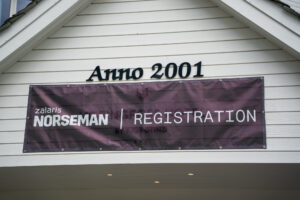 Anno 2001
zalaris
NORSEMAN | REGISTRATION